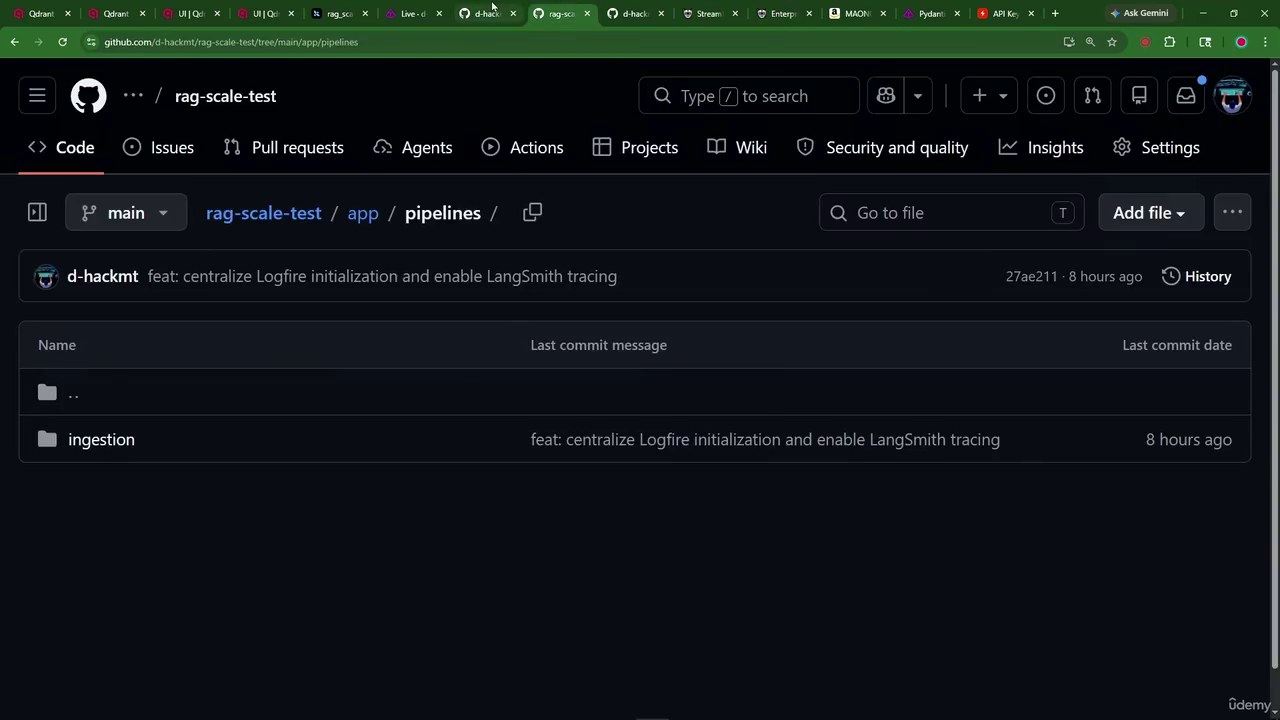 Qdrant
Qdrant
UI | Qd
UI | Qd
rag_sca
Live - d
d-hack
rag-sca
d-hack
Stream
Enterp
MAON
Pydanti
API Key
Ask Gemini
github.com/d-hackmt/rag-scale-test/tree/main/app/pipelines
... / rag-scale-test
Type / to search
Code
Issues
Pull requests
Agents
Actions
Projects
Wiki
Security and quality
Insights
Settings
main
rag-scale-test / app / pipelines /
Go to file
T
Add file
d-hackmt feat: centralize Logfire initialization and enable LangSmith tracing
27ae211 · 8 hours ago
History
Name
Last commit message
Last commit date
..
ingestion
feat: centralize Logfire initialization and enable LangSmith tracing
8 hours ago
ûdemy